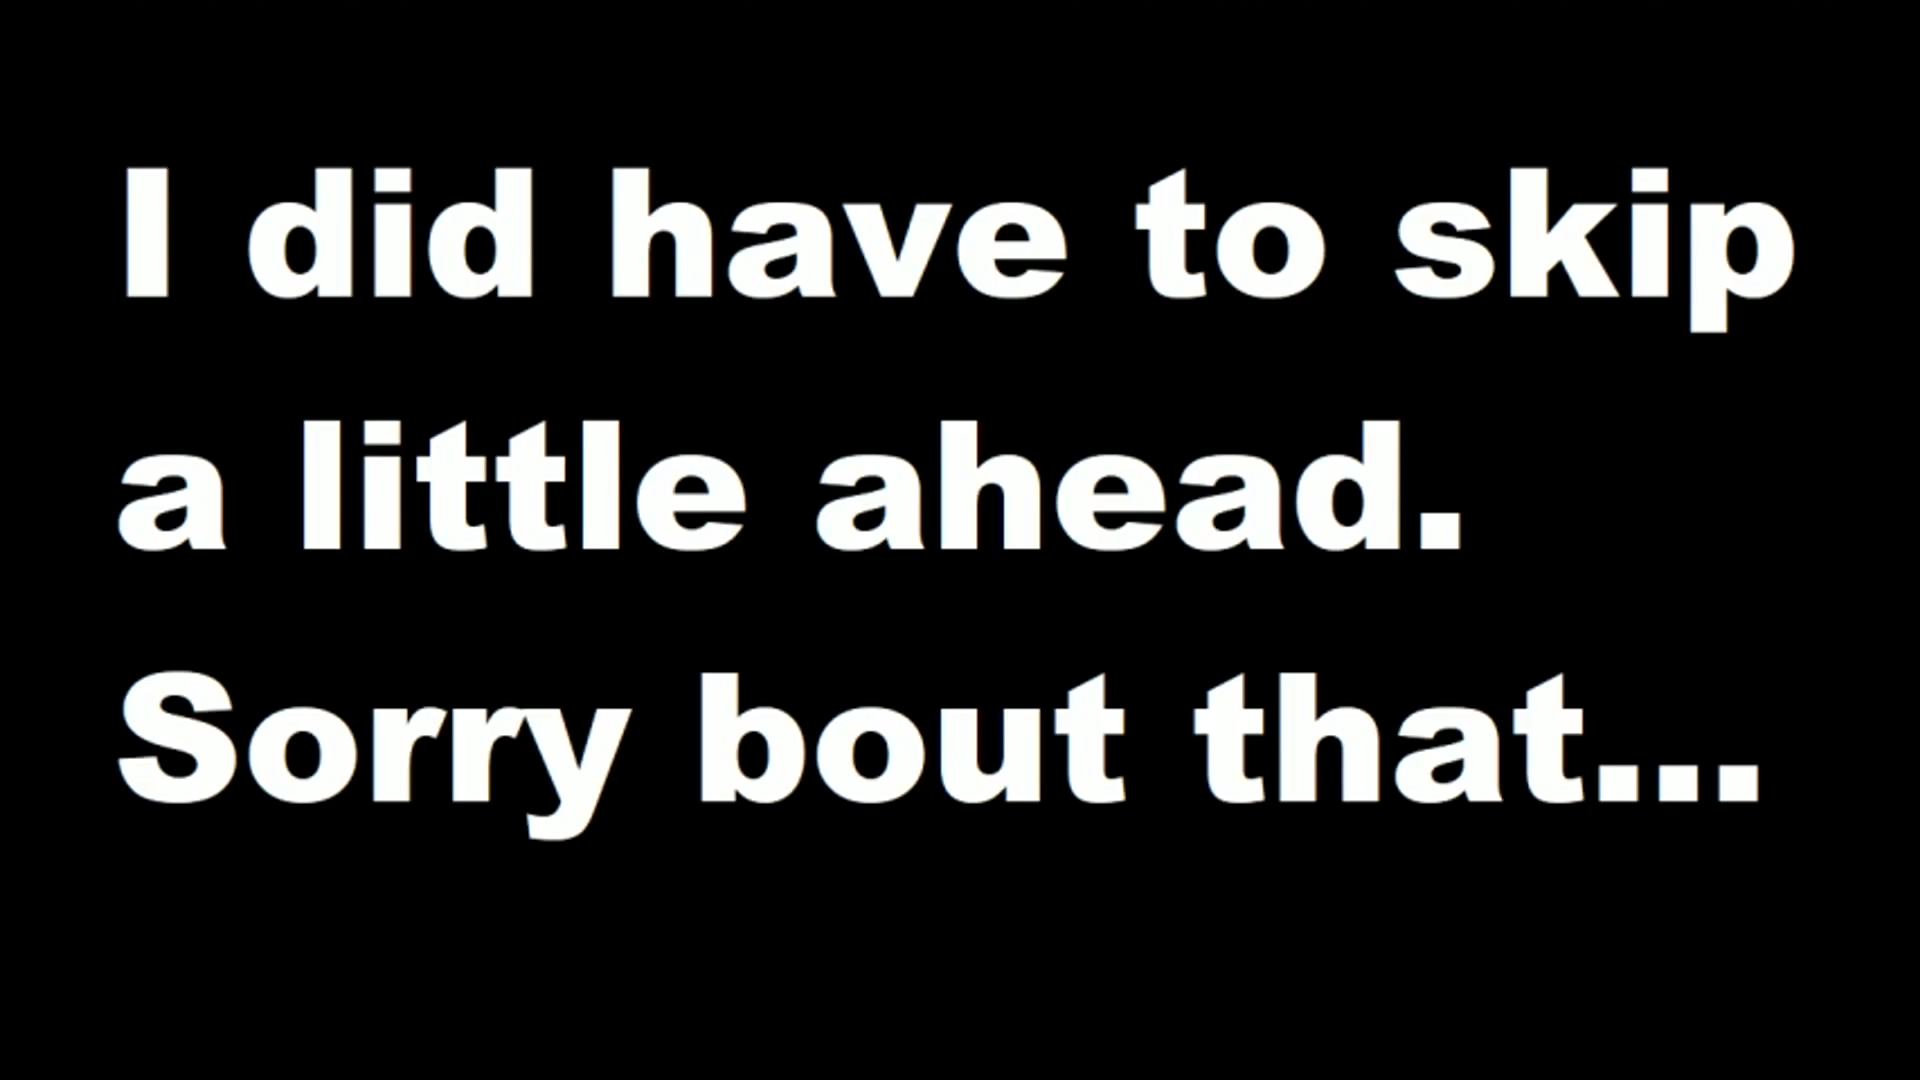 I did have to skip
a little ahead.
Sorry bout that...